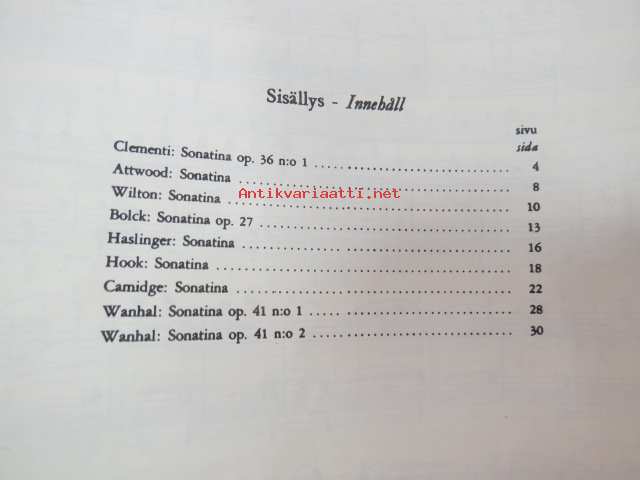 Sisällys - Innehåll
sivu
sida
Clementi: Sonatina op. 36 n:o 1 4
Attwood: Sonatina 8
Antikvariaatti.net
Wilton: Sonatina 10
Bolck: Sonatina op. 27 13
Haslinger: Sonatina 16
Hook: Sonatina 18
Camidge: Sonatina 22
Wanhal: Sonatina op. 41 n:o 1 28
Wanhal: Sonatina op. 41 n:o 2 30